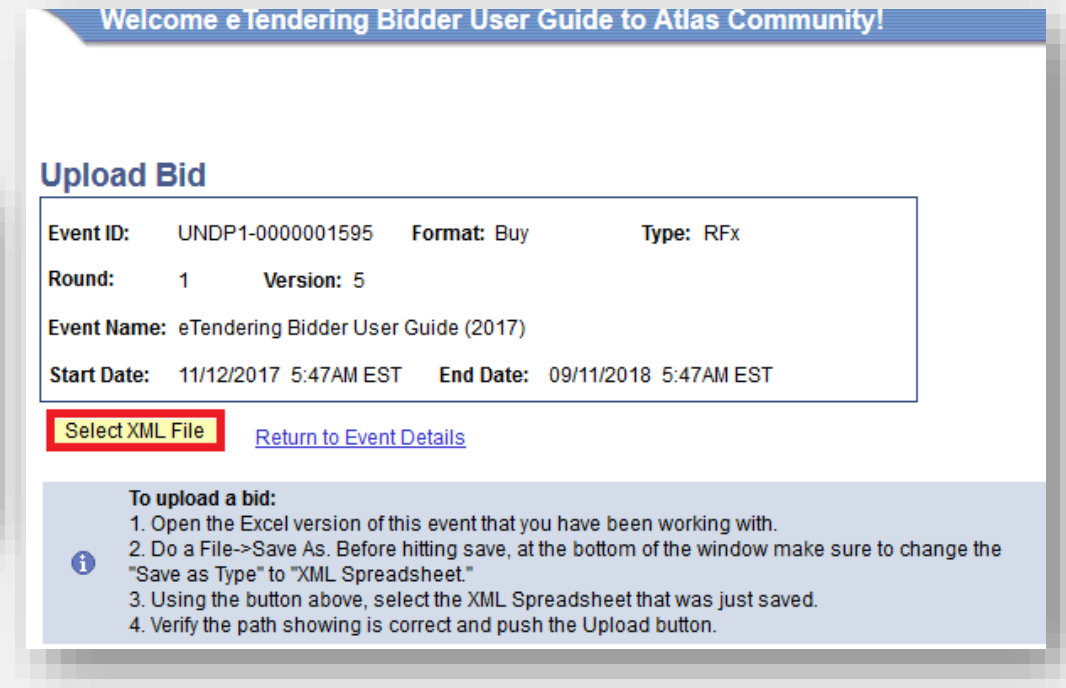 Welcome eTendering Bidder User Guide to Atlas Community!
Upload Bid
Event ID: UNDP1-0000001595 Format: Buy Type: RFx
Round: 1 Version: 5
Event Name: eTendering Bidder User Guide (2017)
Start Date: 11/12/2017 5:47AM EST End Date: 09/11/2018 5:47AM EST
Select XML File Return to Event Details
To upload a bid:
1. Open the Excel version of this event that you have been working with.
2. Do a File->Save As. Before hitting save, at the bottom of the window make sure to change the
"Save as Type" to "XML Spreadsheet."
3. Using the button above, select the XML Spreadsheet that was just saved.
4. Verify the path showing is correct and push the Upload button.